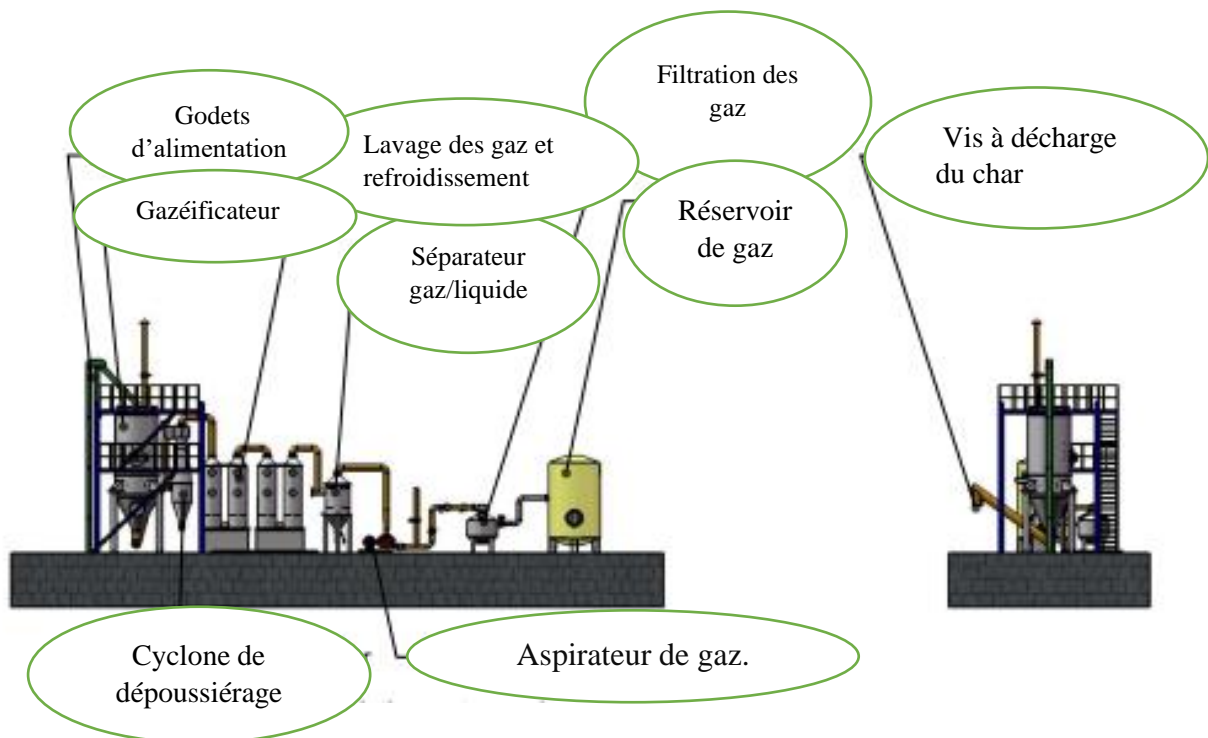 Godets
d'alimentation
Gazéificateur
Lavage des gaz et
refroidissement
Séparateur
gaz/liquide
Filtration des
gaz
Réservoir
de gaz
Vis à décharge
du char
Cyclone de
dépoussiérage
Aspirateur de gaz.